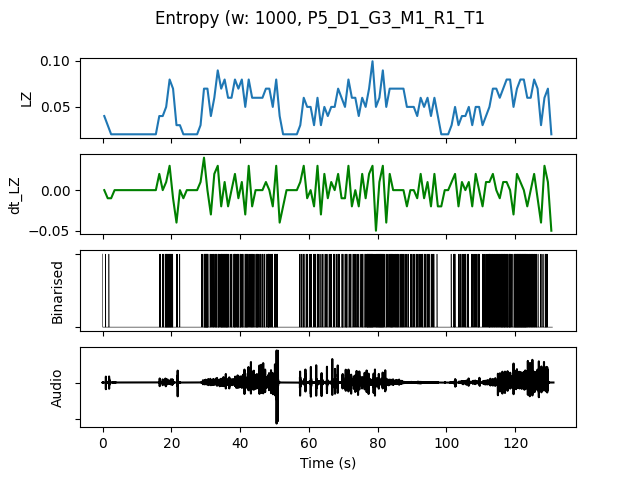 Entropy (w: 1000, P5_D1_G3_M1_R1_T1
0.10
0.05
LZ
0.00
−0.05
dt_LZ
Binarised
Audio
0 20 40 60 80 100 120
Time (s)